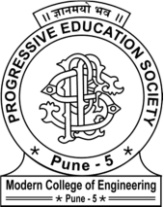 ॥ ज्ञानमयो भव ॥
PROGRESSIVE EDUCATION SOCIETY
* Pune - 5 *
Modern College of Engineering
* Pune - 5 *